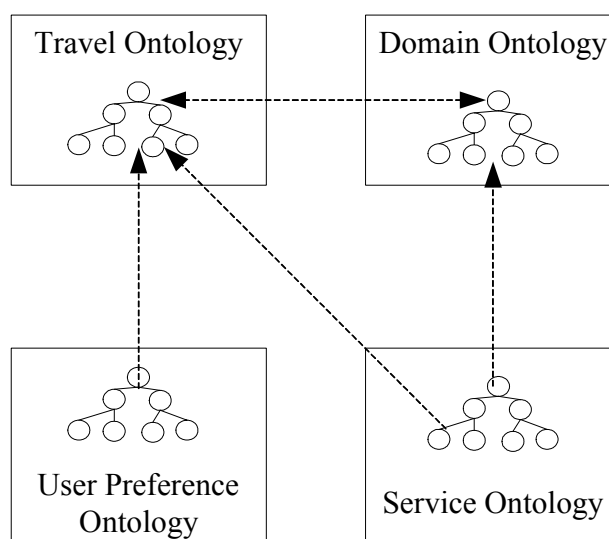 Travel Ontology
Domain Ontology
User Preference
Ontology
Service Ontology